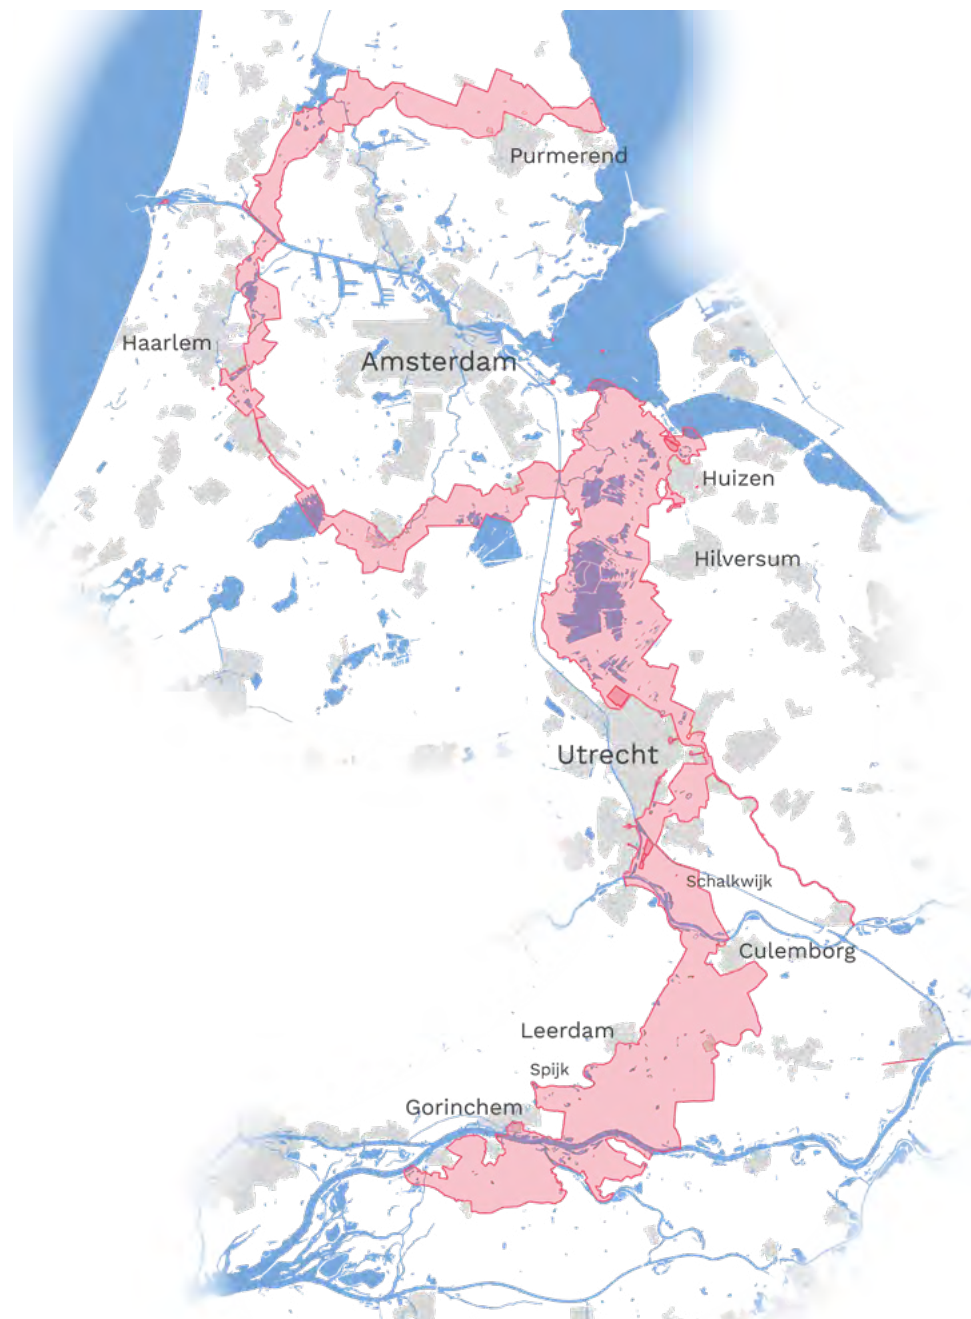 Purmerend
Haarlem
Amsterdam
Huizen
Hilversum
Utrecht
Schalkwijk
Culemborg
Leerdam
Spijk
Gorinchem